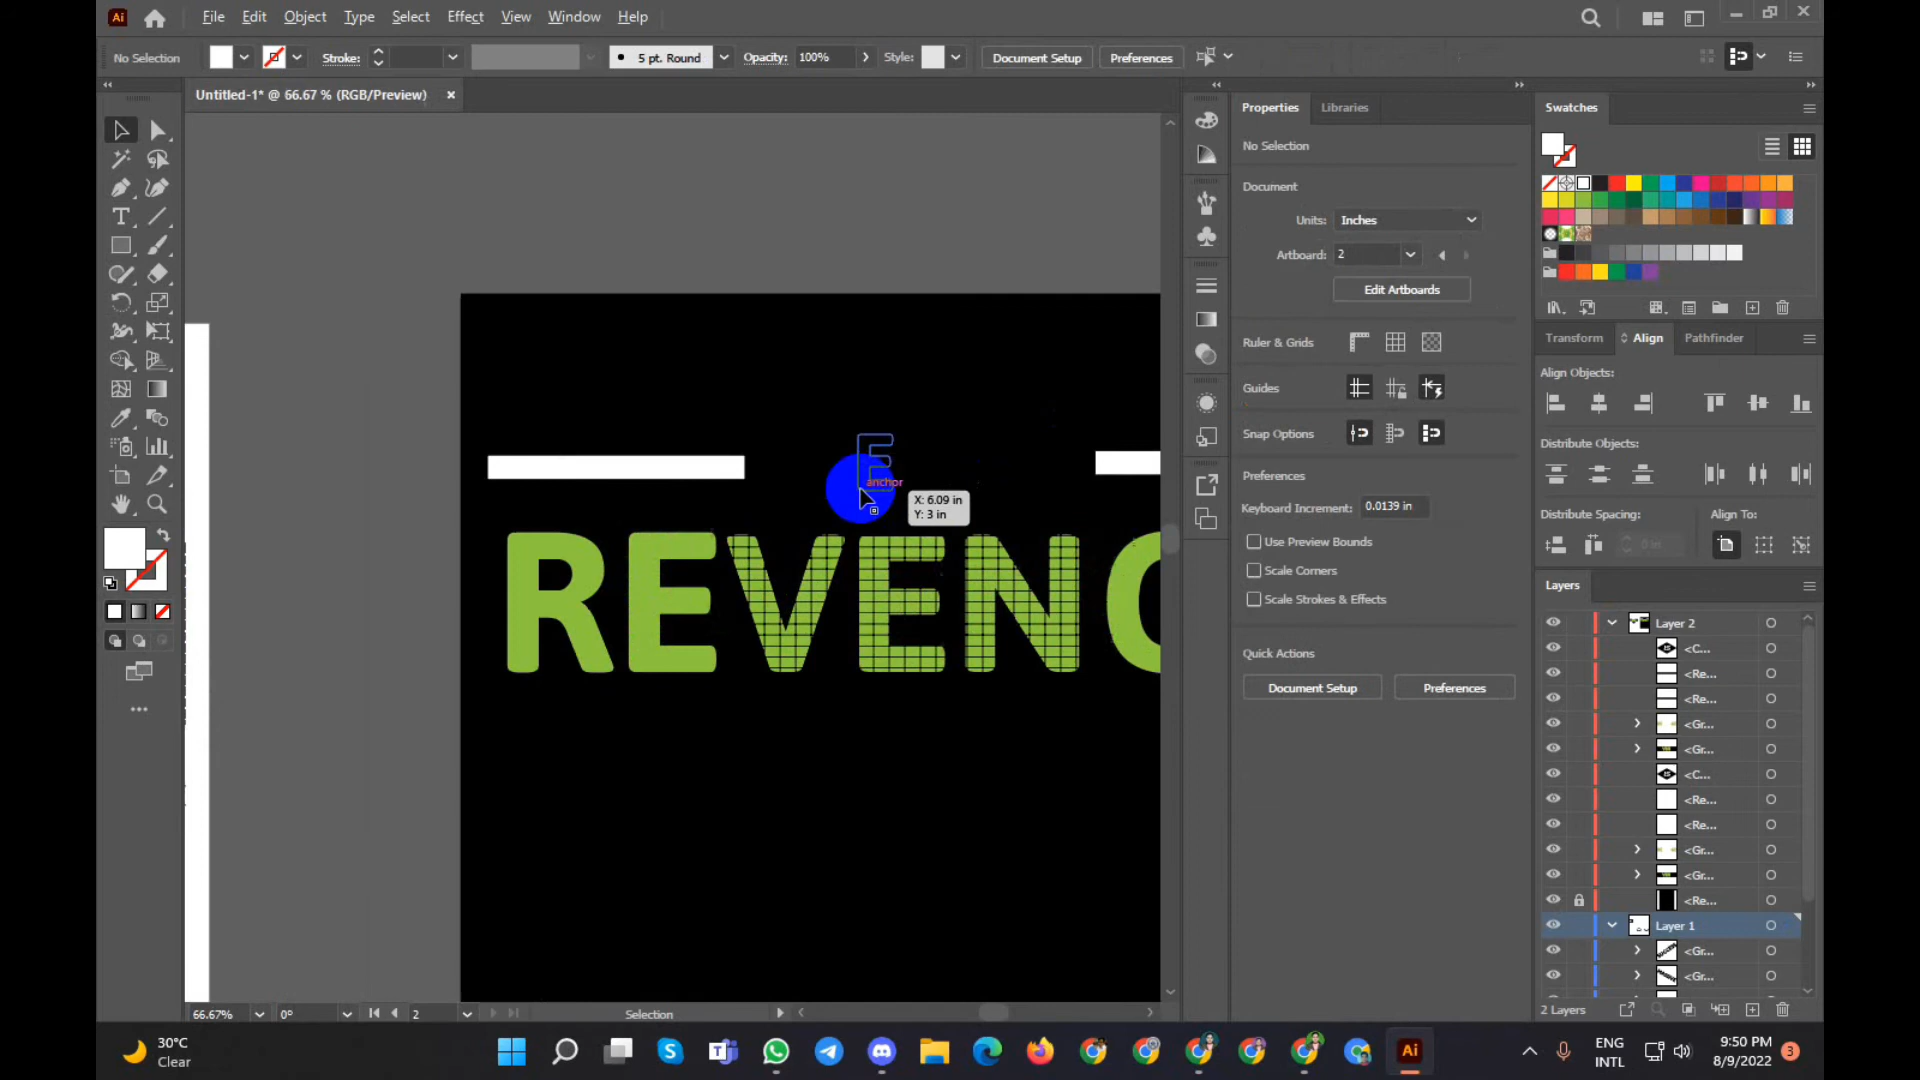 Ai
File Edit Object Type Select Effect View Window Help
No Selection
Stroke:
5 pt. Round
Opacity: 100%
Style:
Document Setup
Preferences
Untitled-1* @ 66.67 % (RGB/Preview) ×
Properties
Libraries
No Selection
Document
Units: Inches
Artboard: 2
Edit Artboards
Ruler & Grids
Guides
Snap Options
Preferences
Keyboard Increment: 0.0139 in
Use Preview Bounds
Scale Corners
Scale Strokes & Effects
Quick Actions
Document Setup
Preferences
E
anchor
X: 6.09 in
Y: 3 in
REVENG
Swatches
Transform
Align
Pathfinder
Align Objects:
Distribute Objects:
Distribute Spacing:
Align To:
0 in
Layers
Layer 2
<C...
<Re...
<Re...
<Gr...
<Gr...
<C...
<Re...
<Re...
<Gr...
<Gr...
<Re...
Layer 1
<Gr...
<Gr...
2 Layers
66.67%
0°
2
Selection
30°C
Clear
Ai
ENG
INTL
9:50 PM
8/9/2022
3